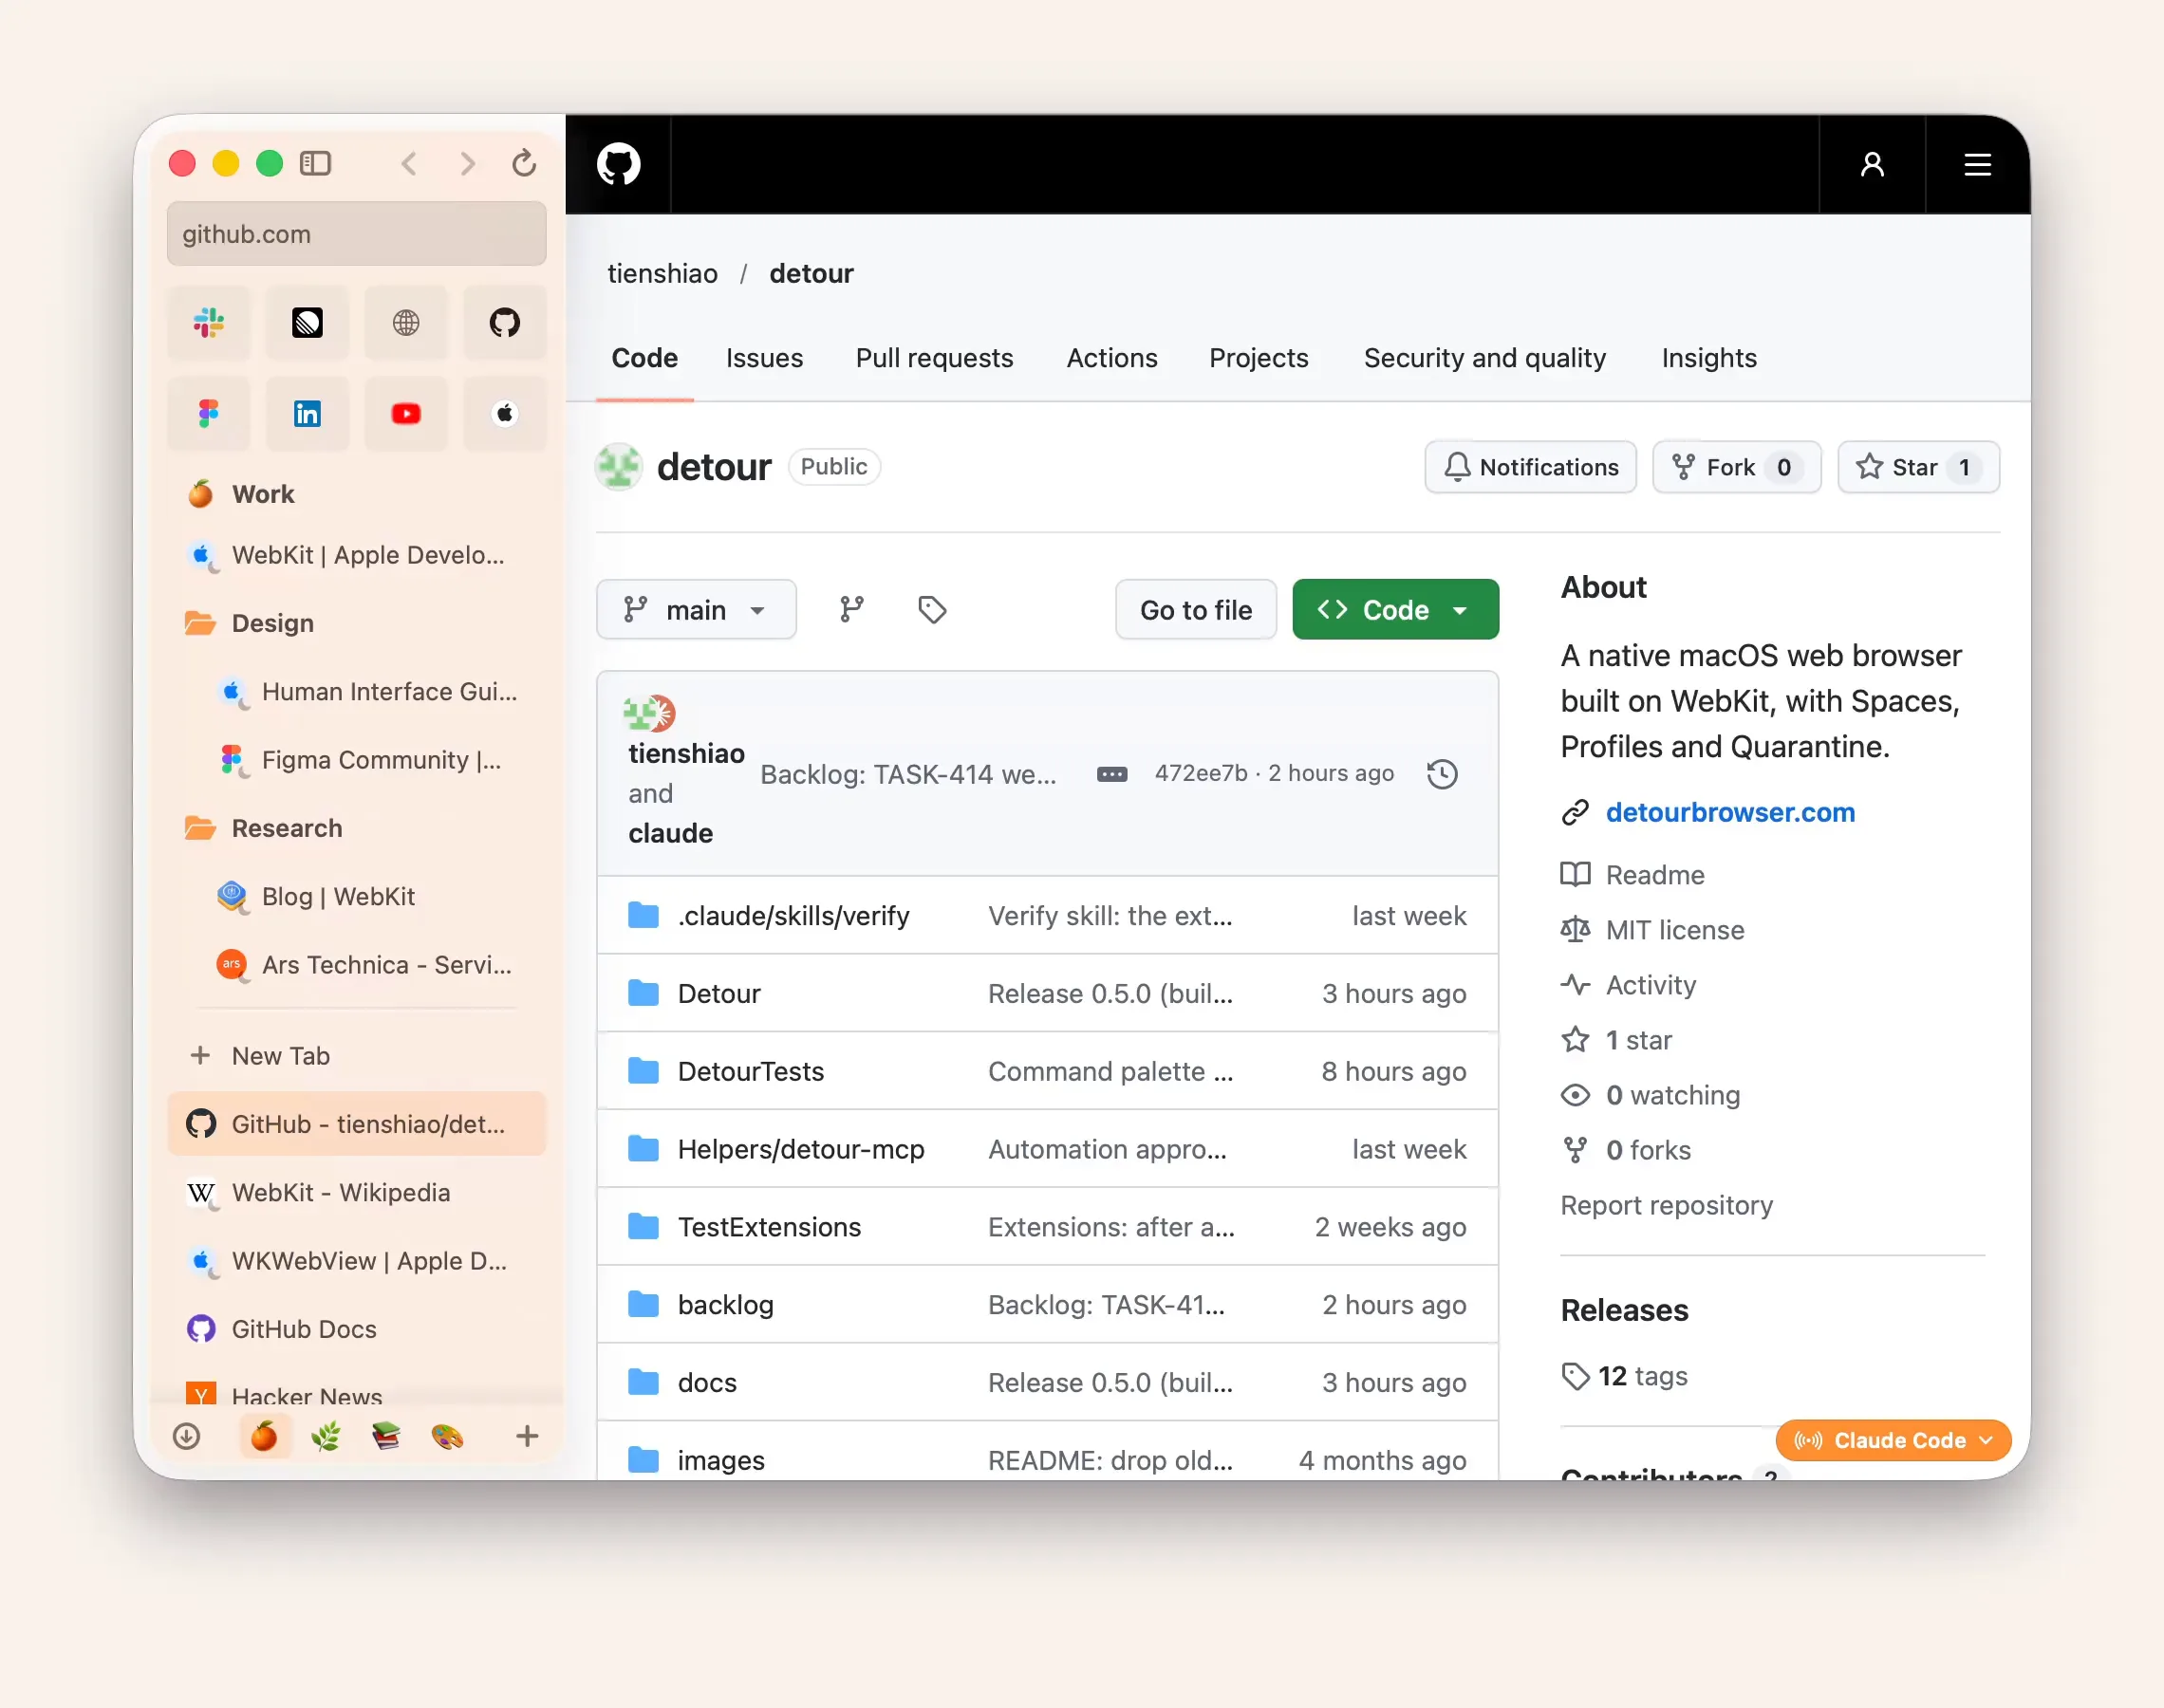 github.com
Work
WebKit | Apple Develo...
Design
Human Interface Gui...
Figma Community |...
Research
Blog | WebKit
ars
Ars Technica - Servi...
New Tab
GitHub - tienshiao/det...
W
WebKit - Wikipedia
WKWebView | Apple D...
GitHub Docs
Y
Hacker News
in
tienshiao / detour
Code Issues Pull requests Actions Projects Security and quality Insights
detour Public
Notifications Fork 0 Star 1
main Go to file Code
tienshiao
and
claude
Backlog: TASK-414 we... 472ee7b · 2 hours ago
.claude/skills/verify Verify skill: the ext... last week
Detour Release 0.5.0 (buil... 3 hours ago
DetourTests Command palette ... 8 hours ago
Helpers/detour-mcp Automation appro... last week
TestExtensions Extensions: after a... 2 weeks ago
backlog Backlog: TASK-41... 2 hours ago
docs Release 0.5.0 (buil... 3 hours ago
images README: drop old... 4 months ago
About
A native macOS web browser
built on WebKit, with Spaces,
Profiles and Quarantine.
detourbrowser.com
Readme
MIT license
Activity
1 star
0 watching
0 forks
Report repository
Releases
12 tags
Claude Code
Contributors 2